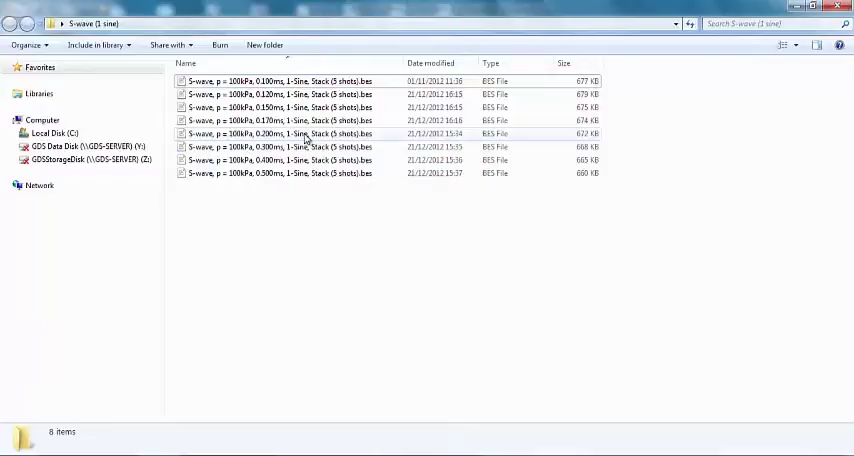 S-wave (1 sine)
Search S-wave (1 sine)
Organize Include in library Share with Burn New folder
Favorites
Libraries
Computer
Local Disk (C:)
GDS Data Disk (\\GDS-SERVER) (Y:)
GDSStorageDisk (\\GDS-SERVER) (Z:)
Network
Name Date modified Type Size
S-wave, p = 100kPa, 0.100ms, 1-Sine, Stack (5 shots).bes 01/11/2012 11:36 BES File 677 KB
S-wave, p = 100kPa, 0.120ms, 1-Sine, Stack (5 shots).bes 21/12/2012 16:15 BES File 679 KB
S-wave, p = 100kPa, 0.150ms, 1-Sine, Stack (5 shots).bes 21/12/2012 16:15 BES File 675 KB
S-wave, p = 100kPa, 0.170ms, 1-Sine, Stack (5 shots).bes 21/12/2012 16:16 BES File 674 KB
S-wave, p = 100kPa, 0.200ms, 1-Sine, Stack (5 shots).bes 21/12/2012 15:34 BES File 672 KB
S-wave, p = 100kPa, 0.300ms, 1-Sine, Stack (5 shots).bes 21/12/2012 15:35 BES File 668 KB
S-wave, p = 100kPa, 0.400ms, 1-Sine, Stack (5 shots).bes 21/12/2012 15:36 BES File 665 KB
S-wave, p = 100kPa, 0.500ms, 1-Sine, Stack (5 shots).bes 21/12/2012 15:37 BES File 660 KB
8 items